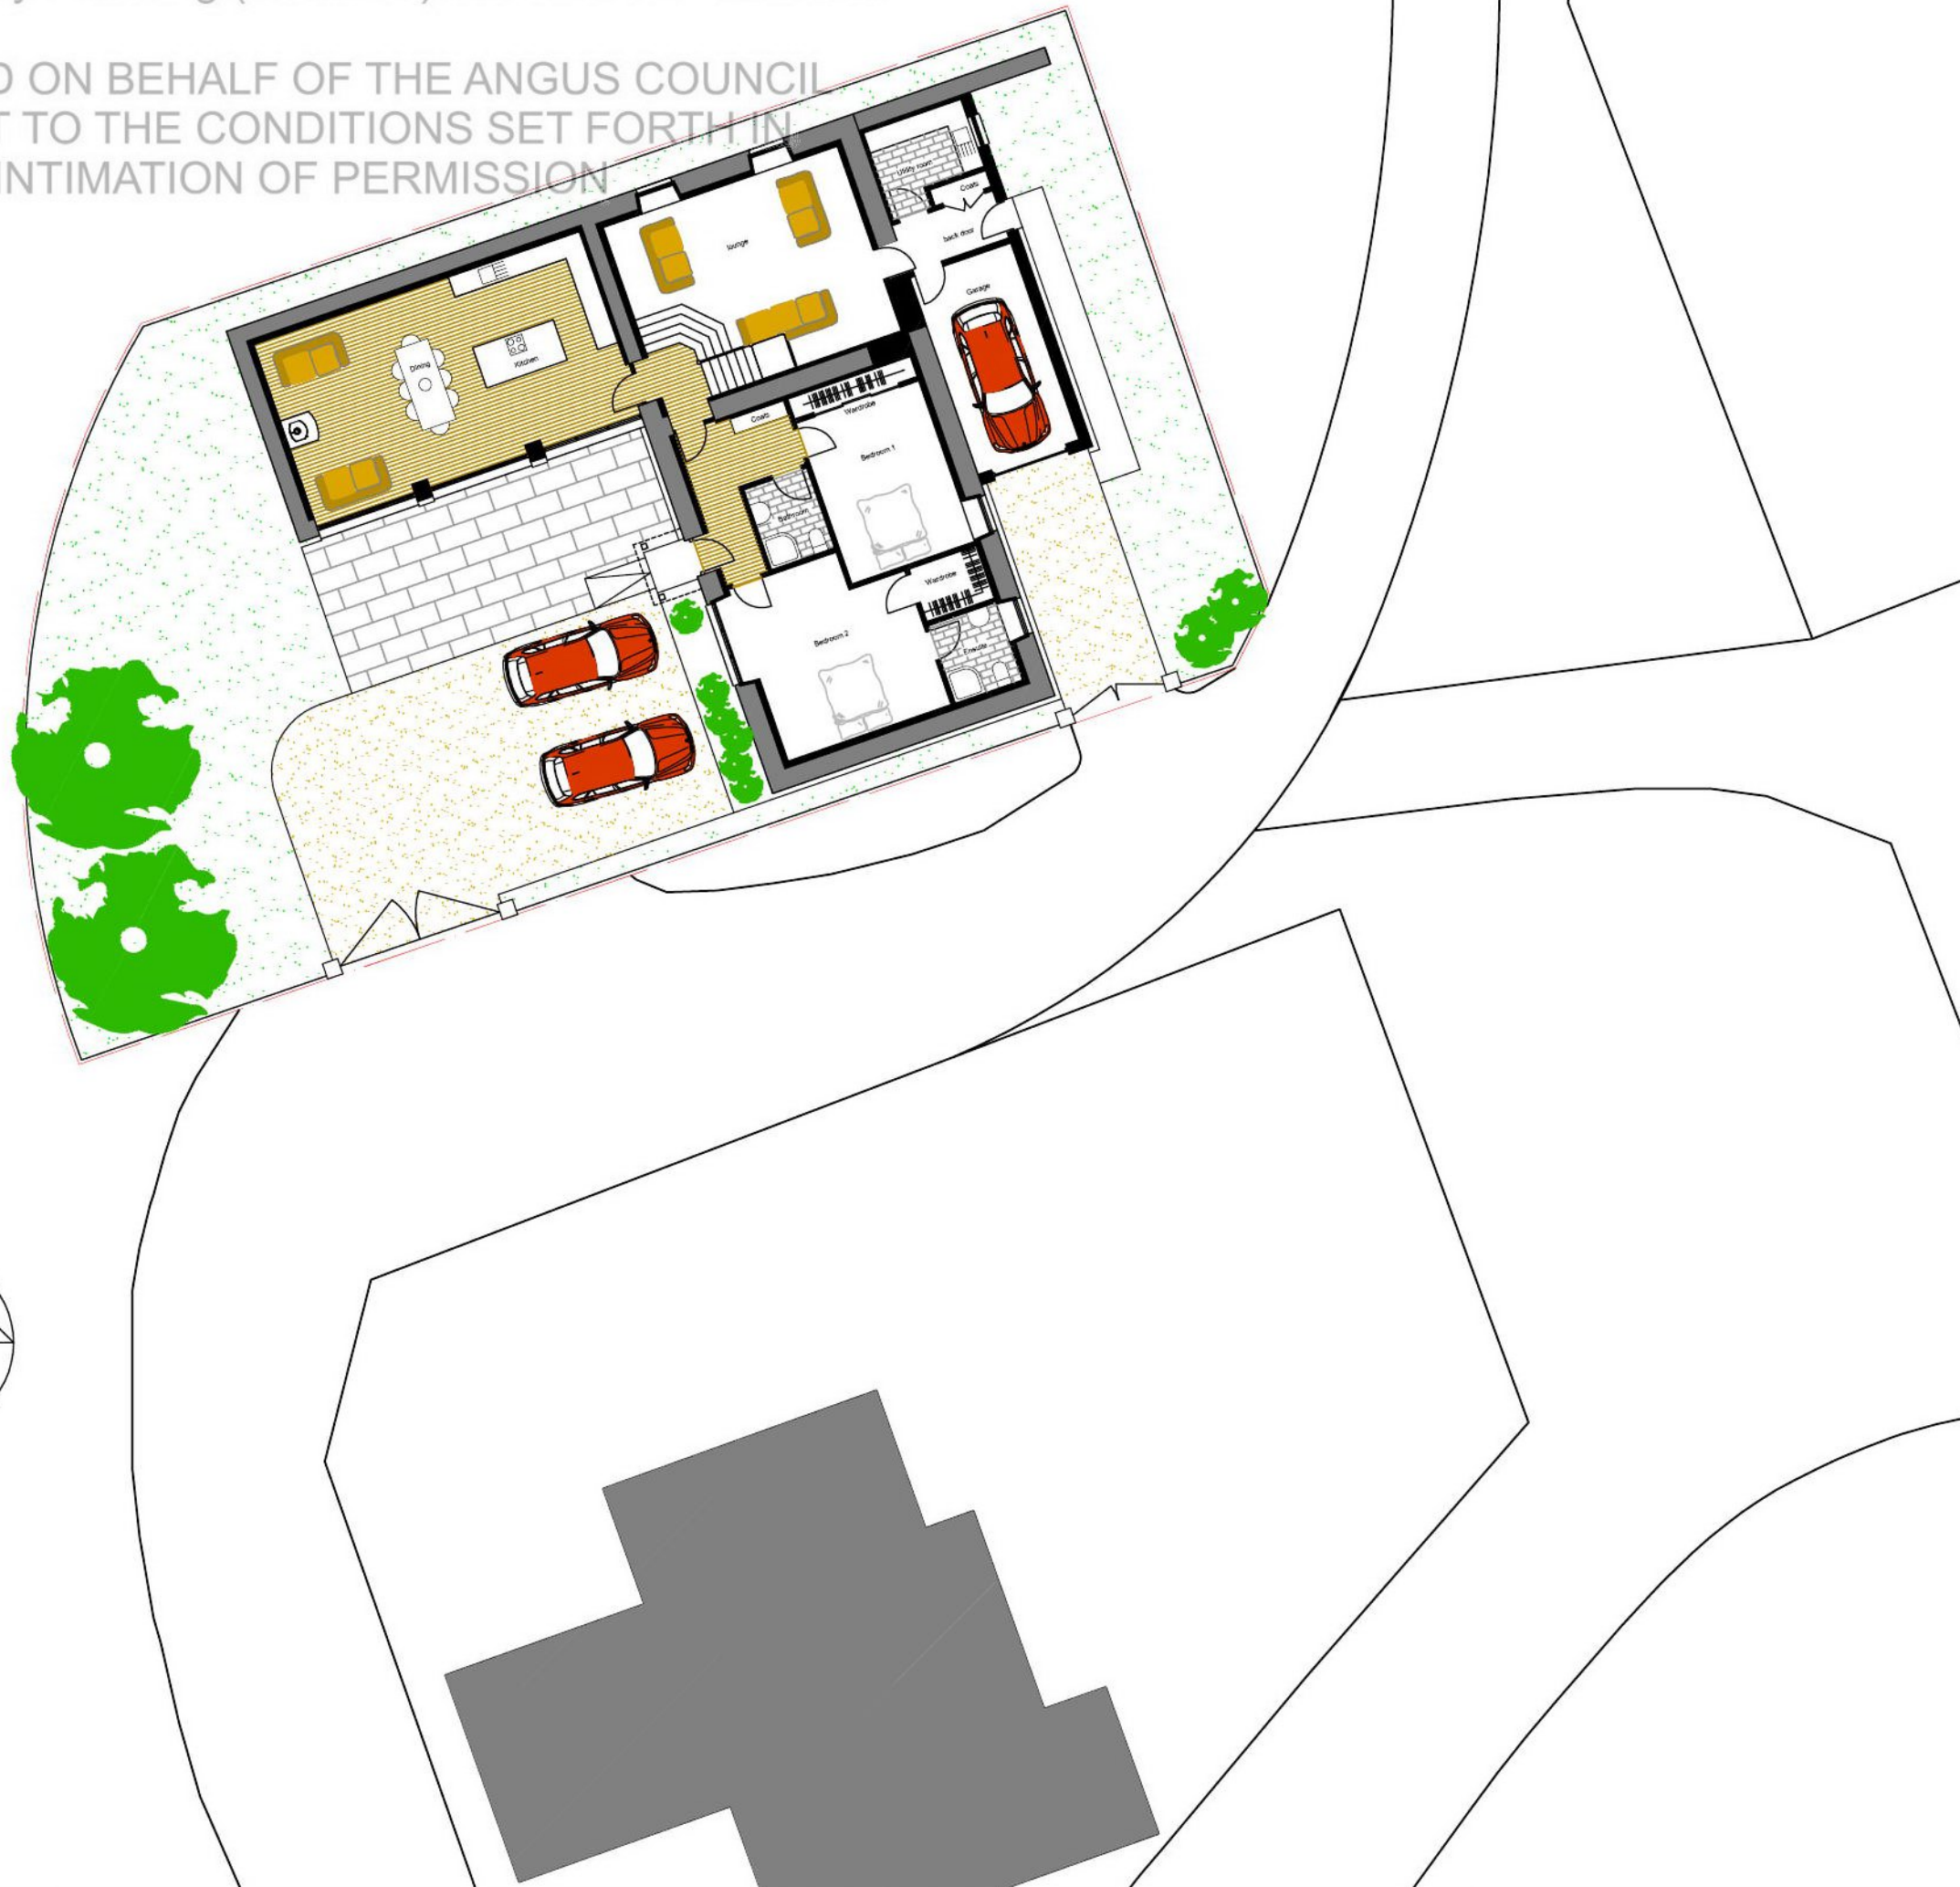 D ON BEHALF OF THE ANGUS COUNCIL
T TO THE CONDITIONS SET FORTH IN
INTIMATION OF PERMISSION
Utility room
Coats
lounge
back door
Garage
Dining
Kitchen
Coats
Wardrobe
Bedroom 1
Bathroom
Wardrobe
Bedroom 2
Ensuite